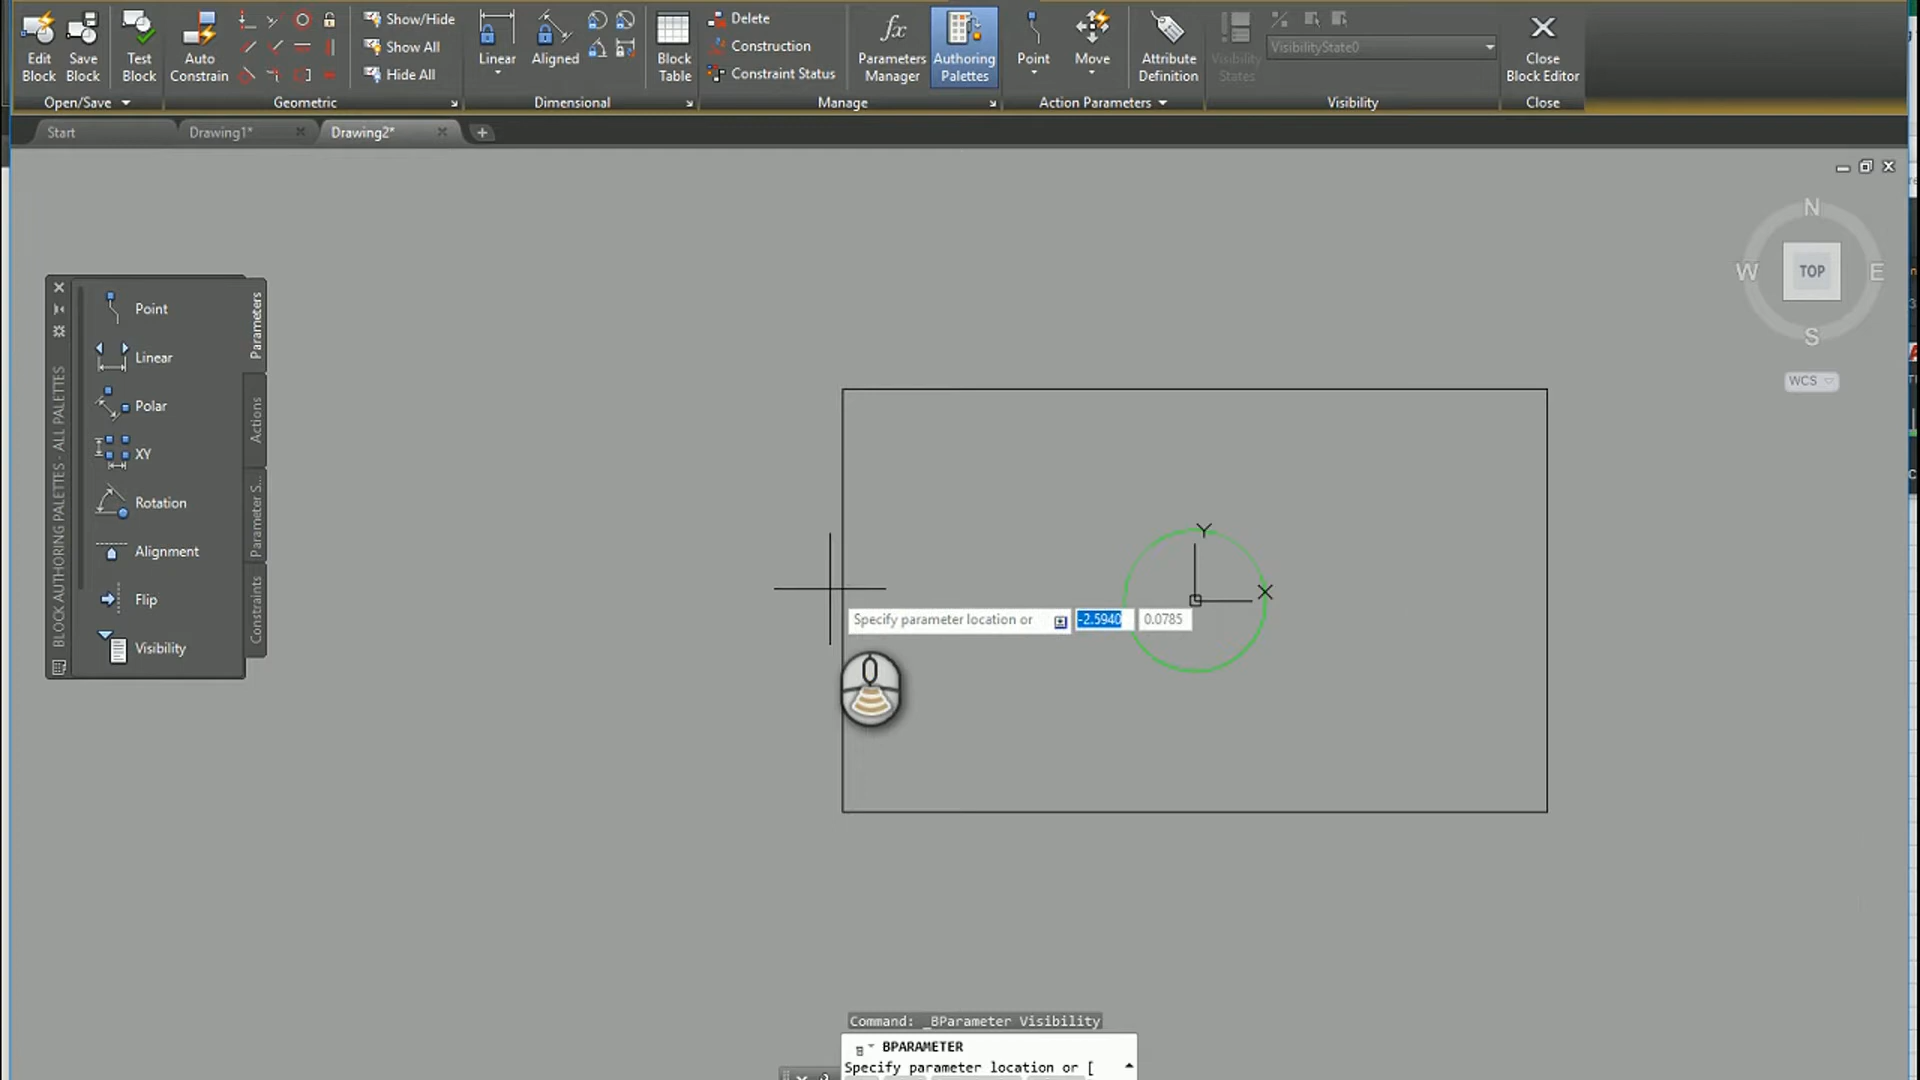 Edit Block
Save Block
Test Block
Auto Constrain
Show/Hide
Show All
Hide All
Linear
Aligned
Block Table
Delete
Construction
Constraint Status
Parameters Manager
Authoring Palettes
Point
Move
Attribute Definition
Visibility States
VisibilityState0
Close Block Editor
Open/Save
Geometric
Dimensional
Manage
Action Parameters
Visibility
Close
Start
Drawing1*
Drawing2*
N
W
TOP
E
S
WCS
BLOCK AUTHORING PALETTES - ALL PALETTES
Point
Linear
Polar
XY
Rotation
Alignment
Flip
Visibility
Parameters
Actions
Parameter S...
Constraints
Y
X
Specify parameter location or
-2.5940
0.0785
Command: _BParameter Visibility
BPARAMETER
Specify parameter location or [